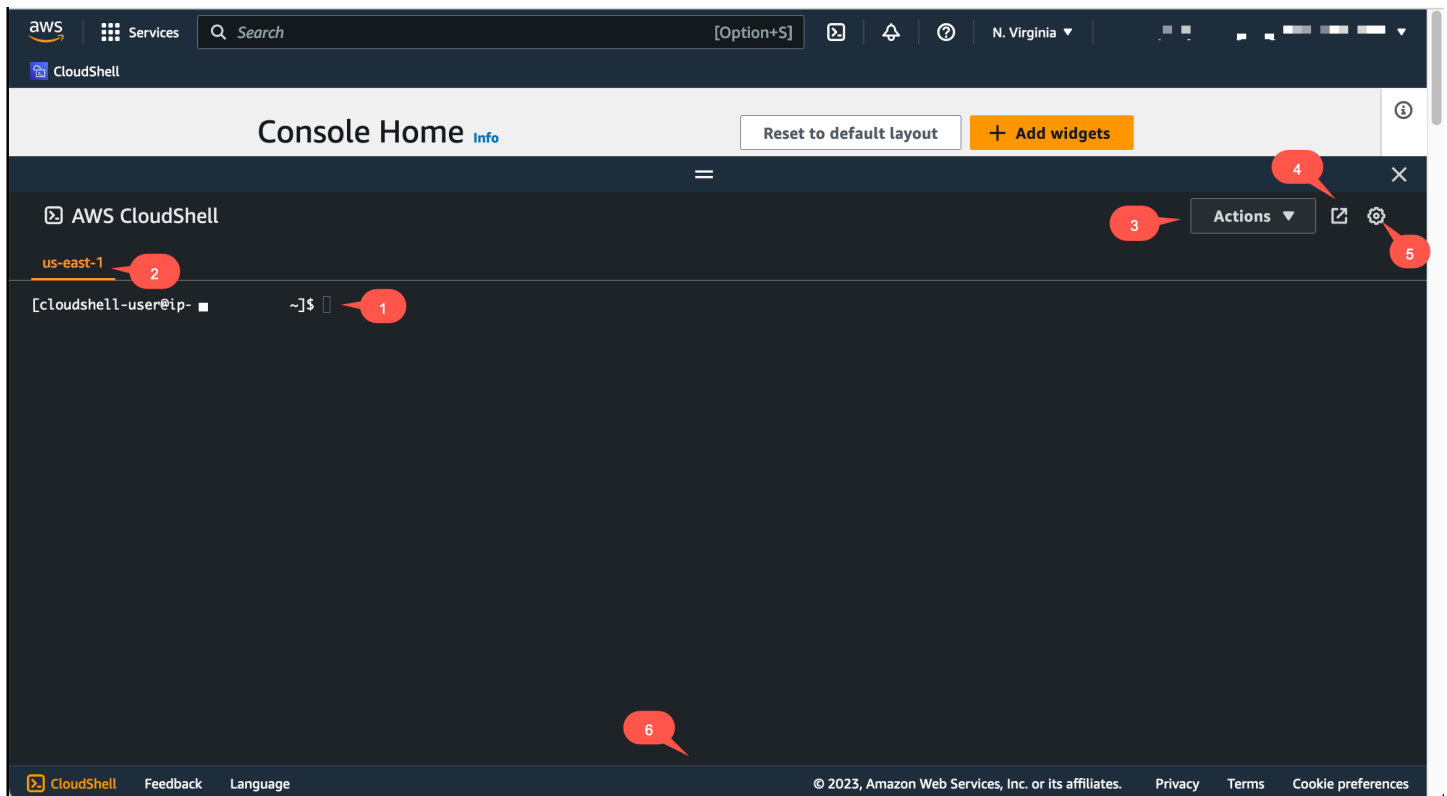 aws Services Search [Option+S] N. Virginia
CloudShell
Console Home Info Reset to default layout + Add widgets
4
AWS CloudShell
3 Actions
5
us-east-1 2
[cloudshell-user@ip- ~]$ 1
6
CloudShell Feedback Language © 2023, Amazon Web Services, Inc. or its affiliates. Privacy Terms Cookie preferences